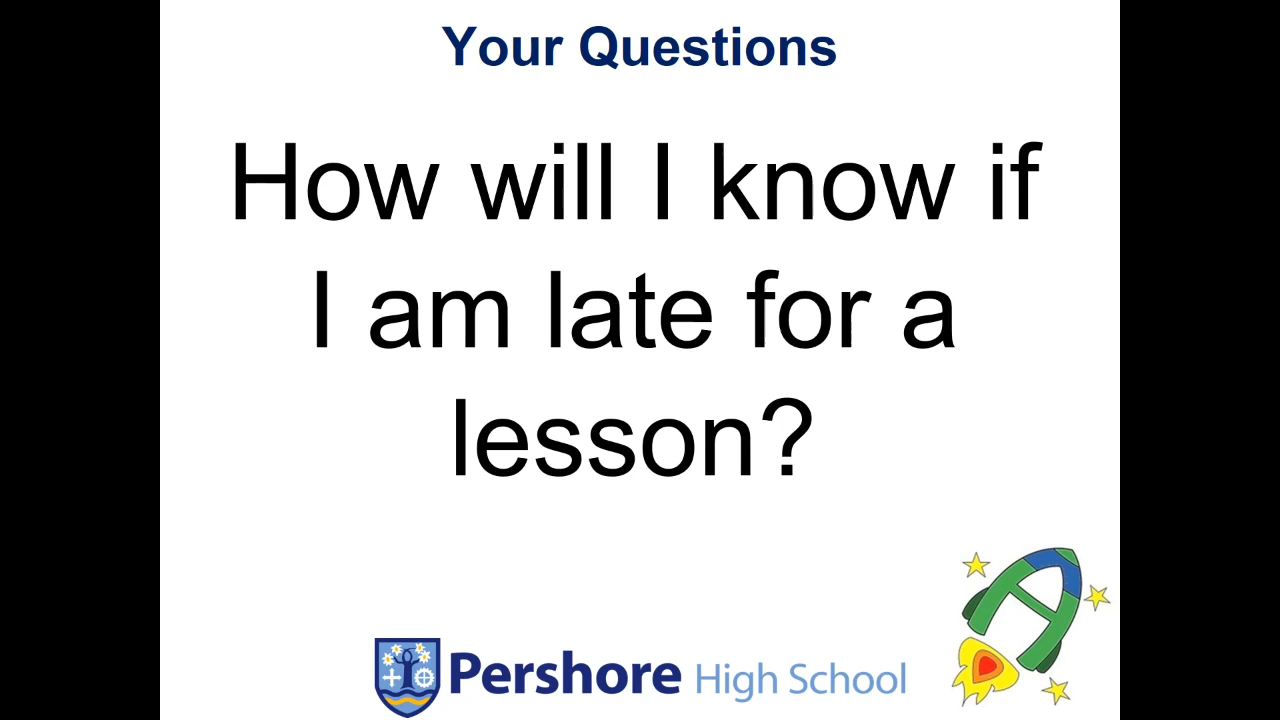 Your Questions
How will I know if
I am late for a
lesson?
Pershore High School